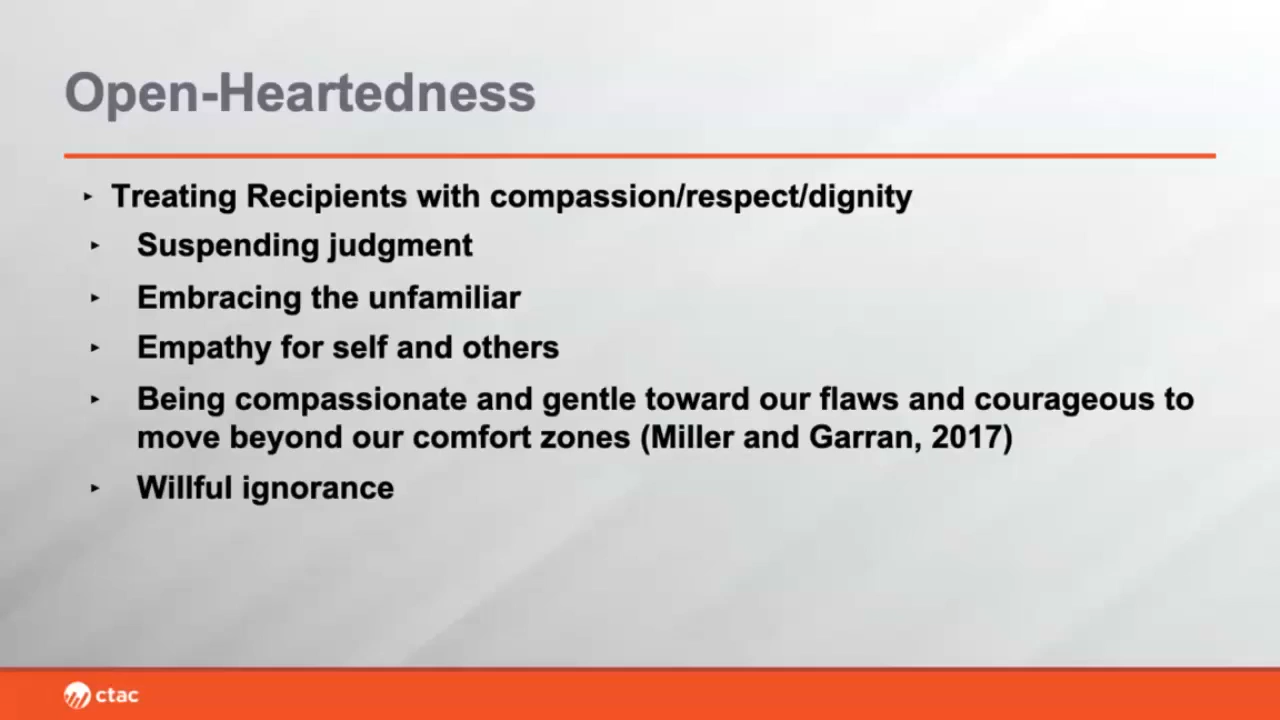 Open-Heartedness
‣ Treating Recipients with compassion/respect/dignity
‣ Suspending judgment
‣ Embracing the unfamiliar
‣ Empathy for self and others
‣ Being compassionate and gentle toward our flaws and courageous to
move beyond our comfort zones (Miller and Garran, 2017)
‣ Willful ignorance
ctac